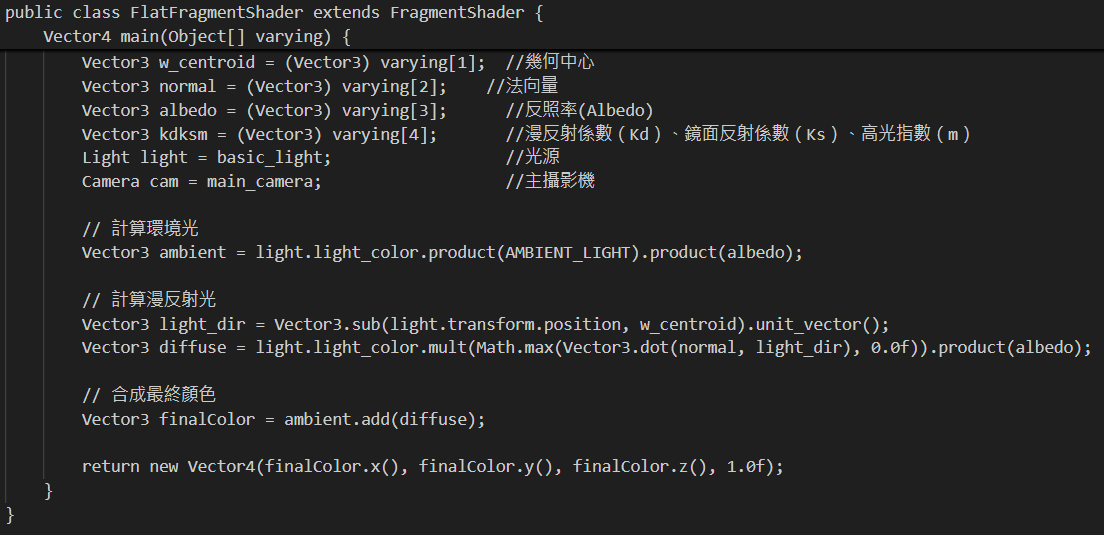 public class FlatFragmentShader extends FragmentShader {
Vector4 main(Object[] varying) {
Vector3 w_centroid = (Vector3) varying[1]; //幾何中心
Vector3 normal = (Vector3) varying[2]; //法向量
Vector3 albedo = (Vector3) varying[3]; //反照率(Albedo)
Vector3 kdksm = (Vector3) varying[4]; //漫反射係數（Kd）、鏡面反射係數（Ks）、高光指數（m）
Light light = basic_light; //光源
Camera cam = main_camera; //主攝影機
// 計算環境光
Vector3 ambient = light.light_color.product(AMBIENT_LIGHT).product(albedo);
// 計算漫反射光
Vector3 light_dir = Vector3.sub(light.transform.position, w_centroid).unit_vector();
Vector3 diffuse = light.light_color.mult(Math.max(Vector3.dot(normal, light_dir), 0.0f)).product(albedo);
// 合成最終顏色
Vector3 finalColor = ambient.add(diffuse);
return new Vector4(finalColor.x(), finalColor.y(), finalColor.z(), 1.0f);
}
}